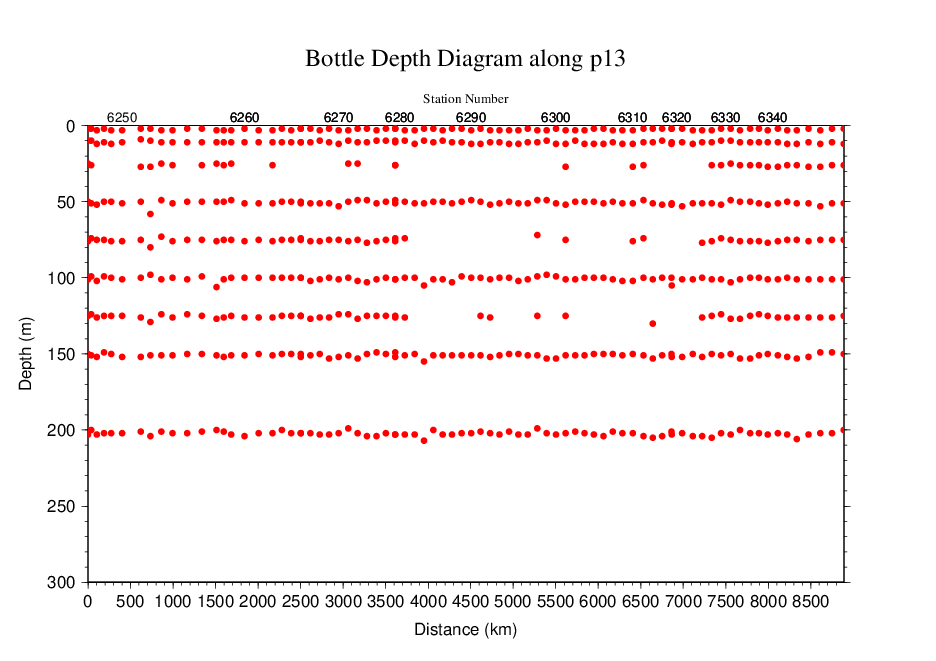 Bottle Depth Diagram along p13
Station Number
6250 6260 6270 6280 6290 6300 6310 6320 6330 6340
0
50
100
150
200
250
300
Depth (m)
0 500 1000 1500 2000 2500 3000 3500 4000 4500 5000 5500 6000 6500 7000 7500 8000 8500
Distance (km)